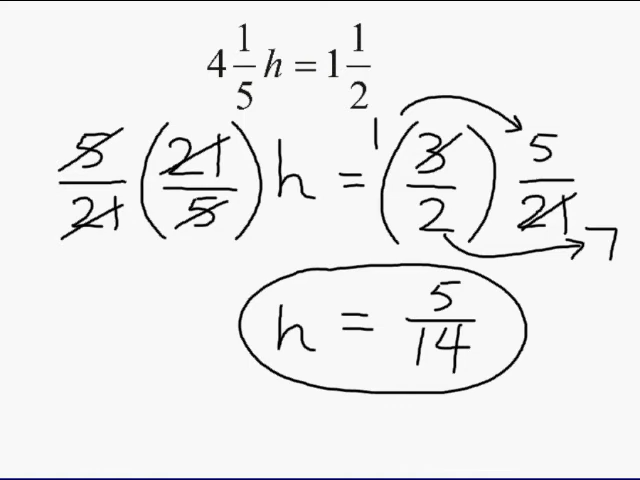 4 1/5 h = 1 1/2
5/21 (21/5) h = 1 (3/2) 5/21 7
h = 5/14